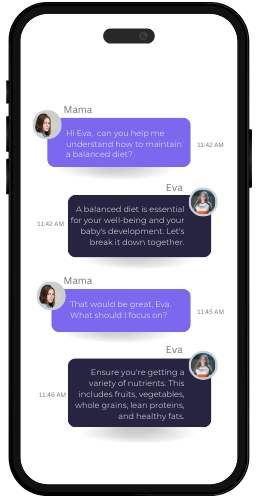 Mama
Hi Eva, can you help me
understand how to maintain
a balanced diet?
11:42 AM
Eva
A balanced diet is essential
for your well-being and your
baby's development. Let's
break it down together.
11:42 AM
Mama
That would be great, Eva.
What should I focus on?
11:45 AM
Eva
Ensure you're getting a
variety of nutrients. This
includes fruits, vegetables,
whole grains, lean proteins,
and healthy fats.
11:46 AM